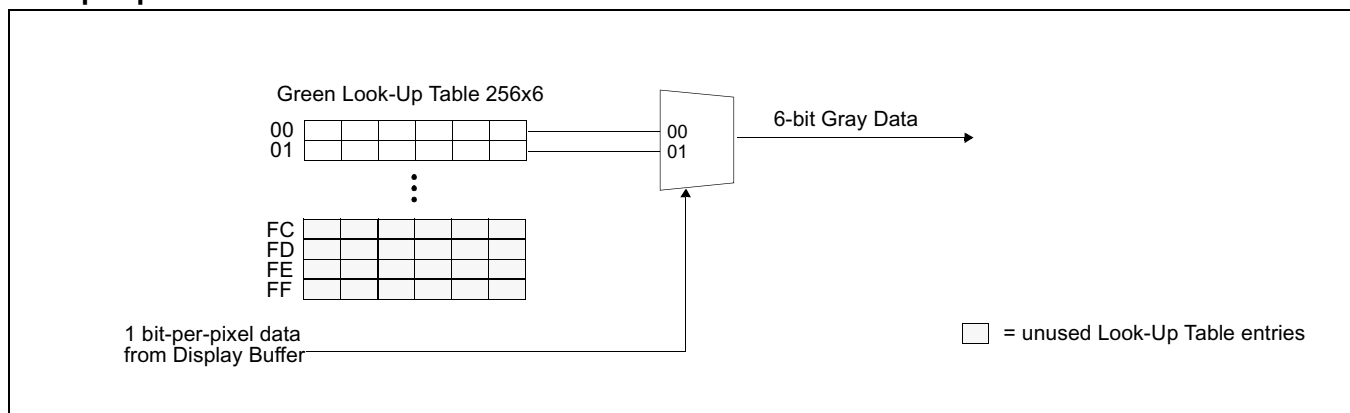 Green Look-Up Table 256x6
00
01
FC
FD
FE
FF
00
01
6-bit Gray Data
1 bit-per-pixel data
from Display Buffer
= unused Look-Up Table entries